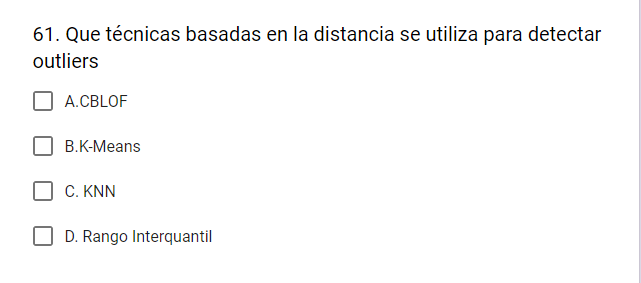 61. Que técnicas basadas en la distancia se utiliza para detectar
outliers
A.CBLOF
B.K-Means
C. KNN
D. Rango Interquantil